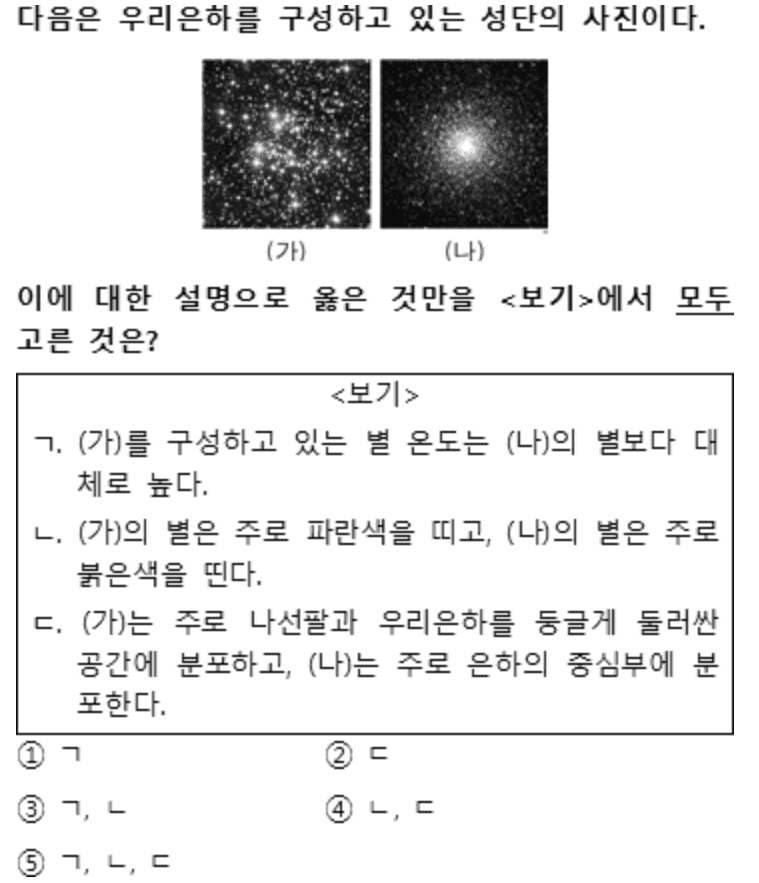 다음은 우리은하를 구성하고 있는 성단의 사진이다.
(가) (나)
이에 대한 설명으로 옳은 것만을 <보기>에서 모두
고른 것은?
<보기>
ㄱ. (가)를 구성하고 있는 별 온도는 (나)의 별보다 대
체로 높다.
ㄴ. (가)의 별은 주로 파란색을 띠고, (나)의 별은 주로
붉은색을 띤다.
ㄷ. (가)는 주로 나선팔과 우리은하를 둥글게 둘러싼
공간에 분포하고, (나)는 주로 은하의 중심부에 분
포한다.
① ㄱ ② ㄷ
③ ㄱ, ㄴ ④ ㄴ, ㄷ
⑤ ㄱ, ㄴ, ㄷ